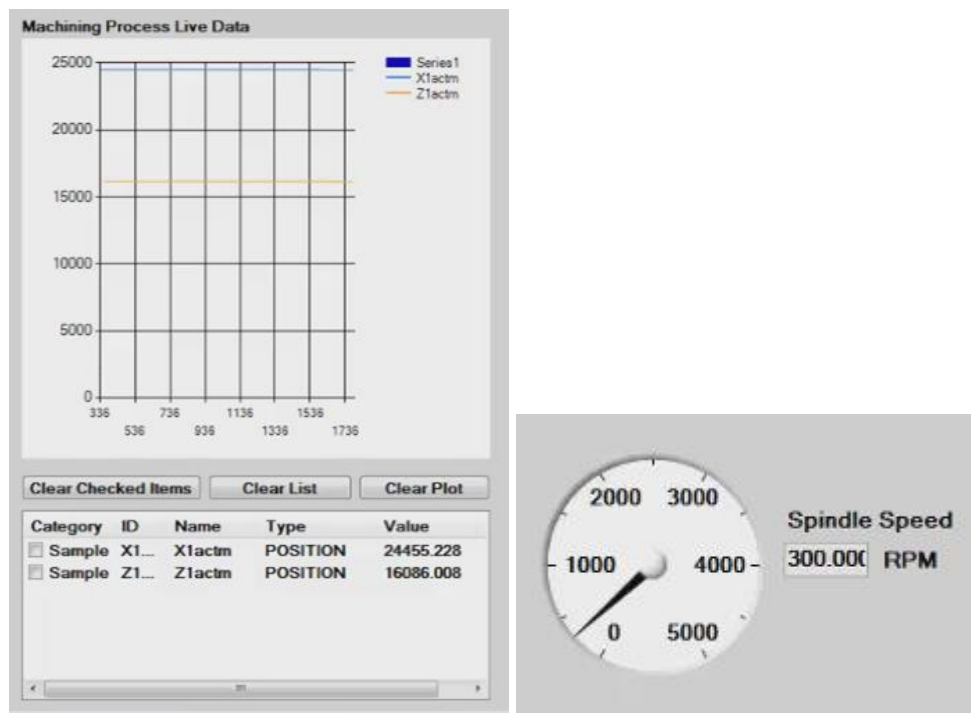 Machining Process Live Data
25000
20000
15000
10000
5000
0
336 736 1136 1536
536 936 1336 1736
Series1
X1actm
Z1actm
Clear Checked Items Clear List Clear Plot
Category ID Name Type Value
Sample X1... X1actm POSITION 24455.228
Sample Z1... Z1actm POSITION 16086.008
2000 3000
1000 4000
0 5000
Spindle Speed
300.000 RPM